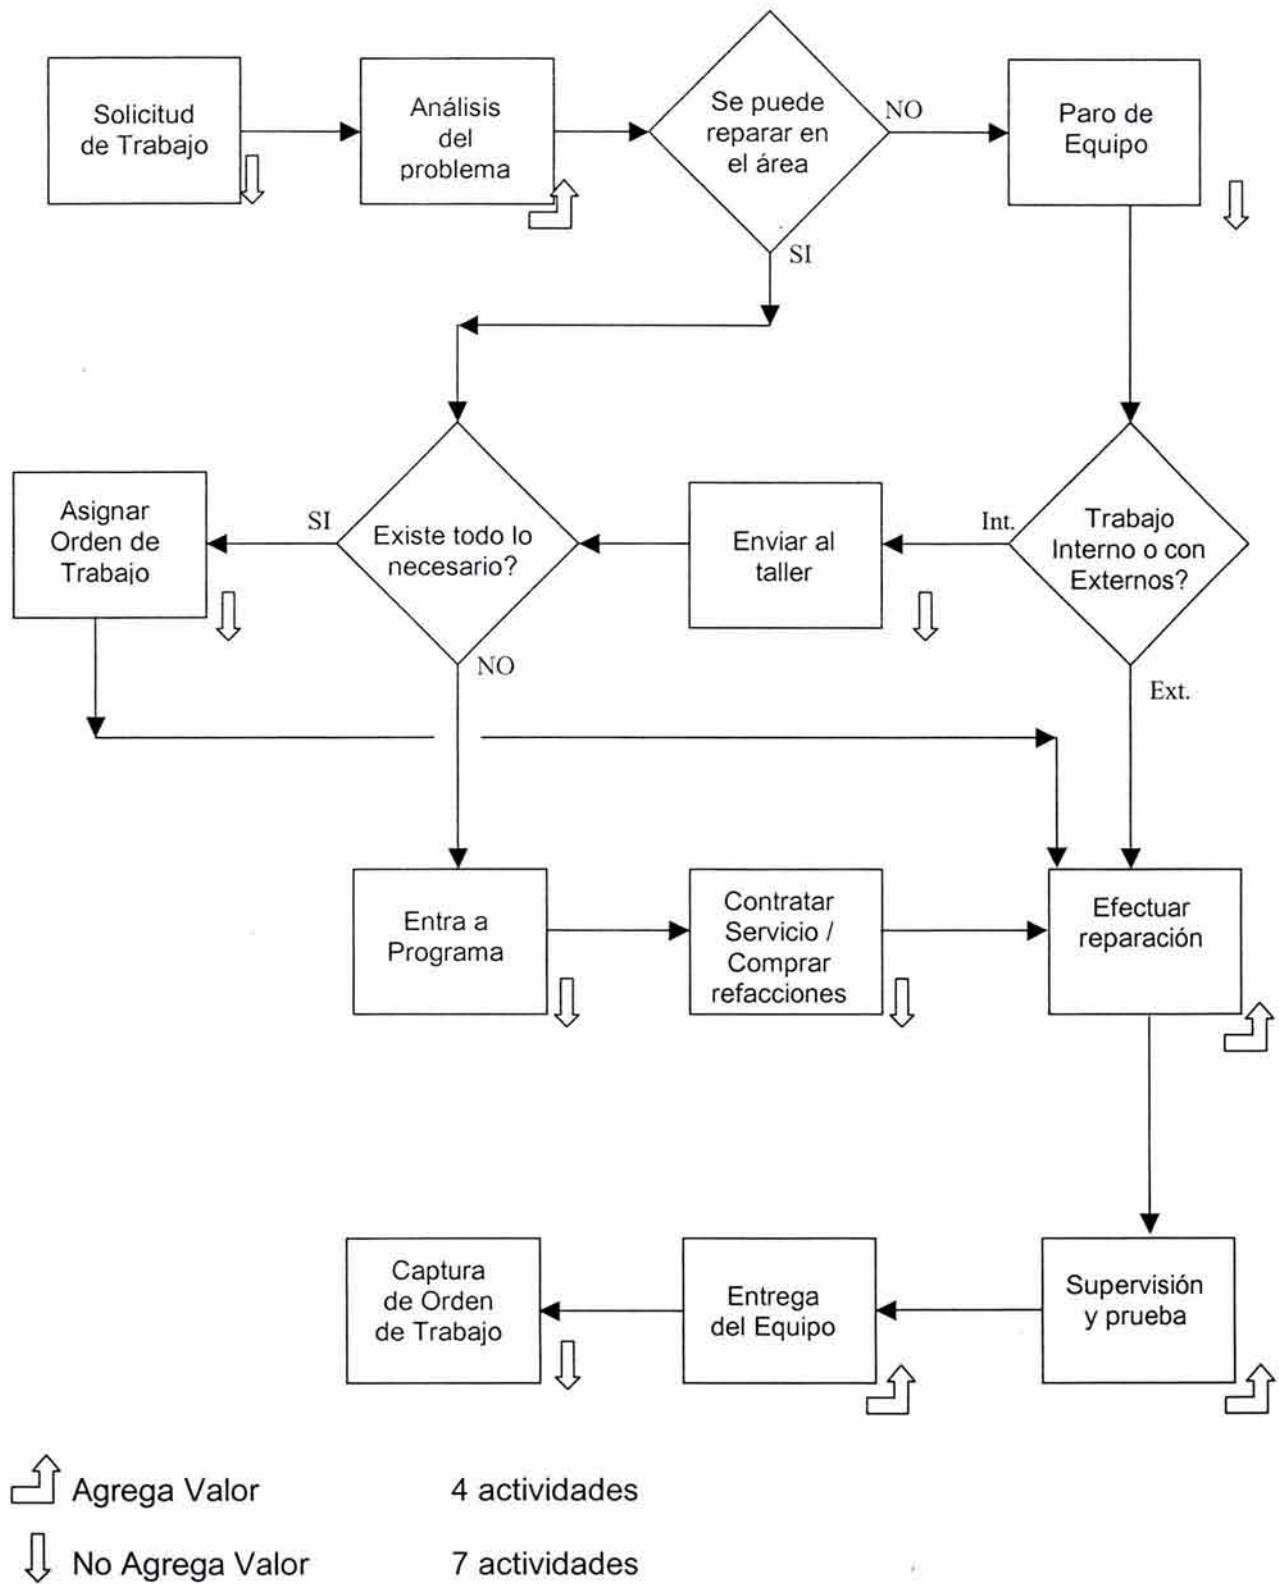 Solicitud
de Trabajo
Análisis
del
problema
Se puede
reparar en
el área
NO
Paro de
Equipo
SI
Asignar
Orden de
Trabajo
SI
Existe todo lo
necesario?
Enviar al
taller
Int.
Trabajo
Interno o con
Externos?
NO
Ext.
Entra a
Programa
Contratar
Servicio /
Comprar
refacciones
Efectuar
reparación
Captura
de Orden
de Trabajo
Entrega
del Equipo
Supervisión
y prueba
Agrega Valor 4 actividades
No Agrega Valor 7 actividades